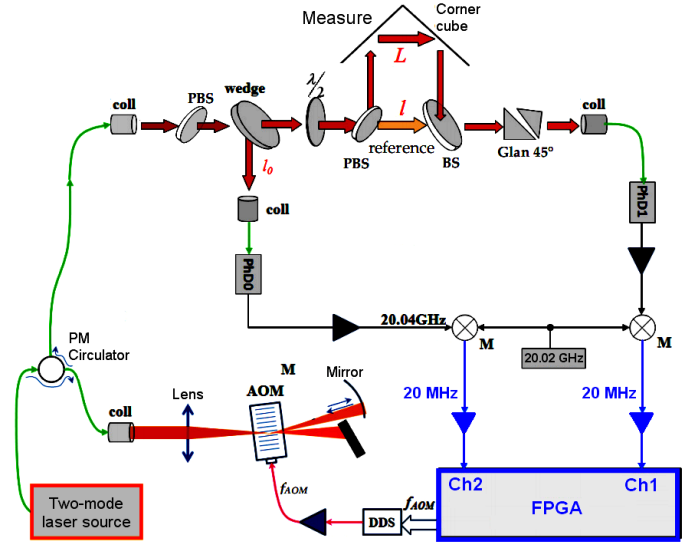 Measure
Corner
cube
L
λ/2
wedge
PBS
coll
l
reference
PBS
BS
Glan 45°
coll
l₀
coll
PhD0
PhD1
20.04GHz
M
M
20.02 GHz
20 MHz
20 MHz
PM
Circulator
Lens
M
AOM
Mirror
coll
Ch2
Ch1
FPGA
fAOM
fAOM
DDS
Two-mode
laser source